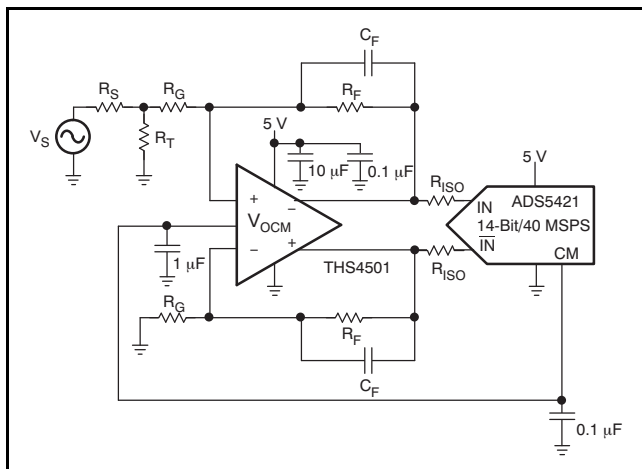 C_F
R_S
R_G
R_F
V_S
R_T
5 V
10 μF
0.1 μF
5 V
R_ISO
ADS5421
IN
14-Bit/40 MSPS
IN
CM
+
−
V_OCM
−
+
THS4501
R_ISO
1 μF
R_G
R_F
C_F
0.1 μF